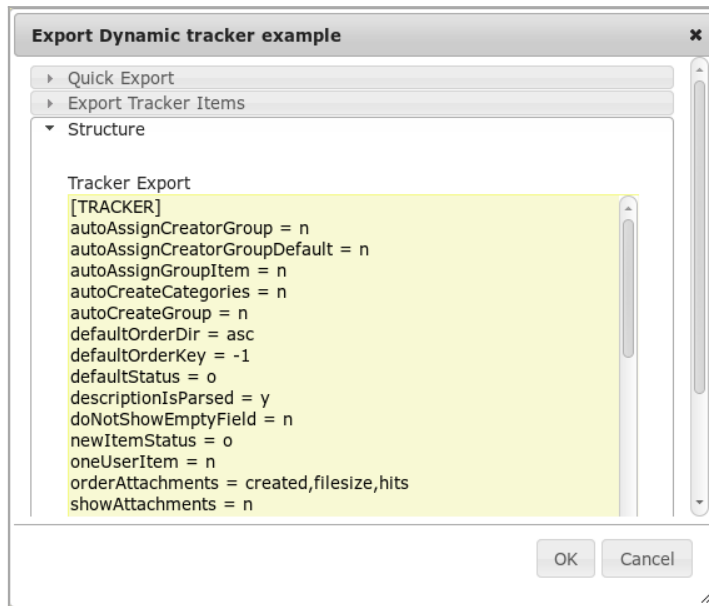 Export Dynamic tracker example
Quick Export
Export Tracker Items
Structure
Tracker Export
[TRACKER]
autoAssignCreatorGroup = n
autoAssignCreatorGroupDefault = n
autoAssignGroupItem = n
autoCreateCategories = n
autoCreateGroup = n
defaultOrderDir = asc
defaultOrderKey = -1
defaultStatus = o
descriptionIsParsed = y
doNotShowEmptyField = n
newItemStatus = o
oneUserItem = n
orderAttachments = created,filesize,hits
showAttachments = n
OK Cancel